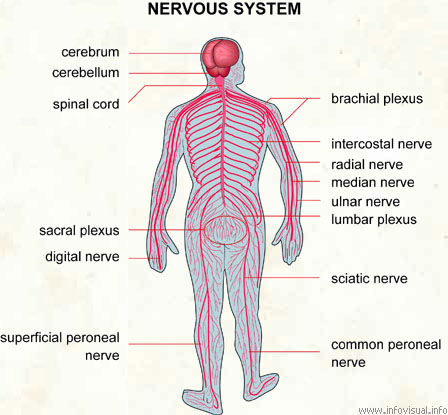 NERVOUS SYSTEM
cerebrum
cerebellum
spinal cord
brachial plexus
intercostal nerve
radial nerve
median nerve
ulnar nerve
lumbar plexus
sacral plexus
digital nerve
sciatic nerve
superficial peroneal
nerve
common peroneal
nerve
www.infovisual.info